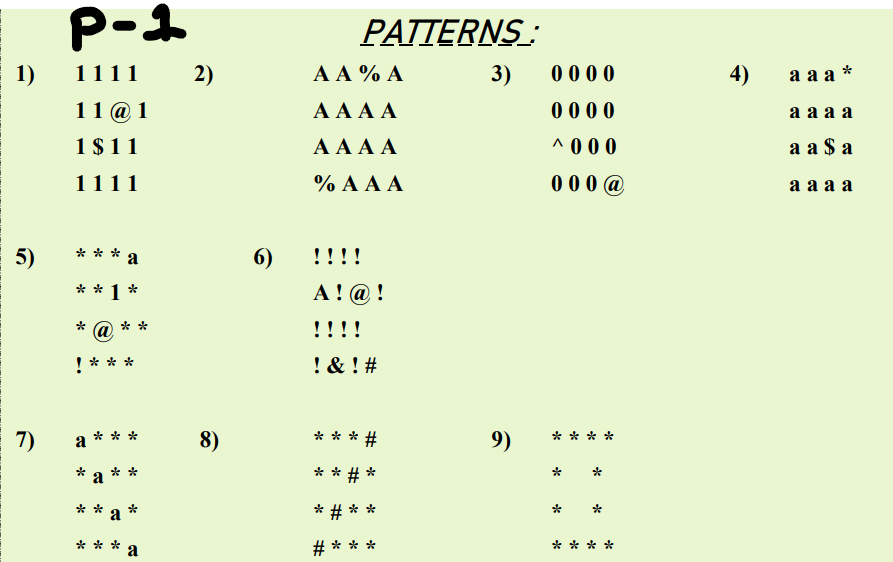 P-1 PATTERNS :
1) 1 1 1 1 2) A A % A 3) 0 0 0 0 4) a a a *
1 1 @ 1 A A A A 0 0 0 0 a a a a
1 $ 1 1 A A A A ^ 0 0 0 a a $ a
1 1 1 1 % A A A 0 0 0 @ a a a a
5) * * * a 6) ! ! ! !
* * 1 * A ! @ !
* @ * * ! ! ! !
! * * * ! & ! #
7) a * * * 8) * * * # 9) * * * *
* a * * * * # * * *
* * a * * # * * * *
* * * a # * * * * * * *